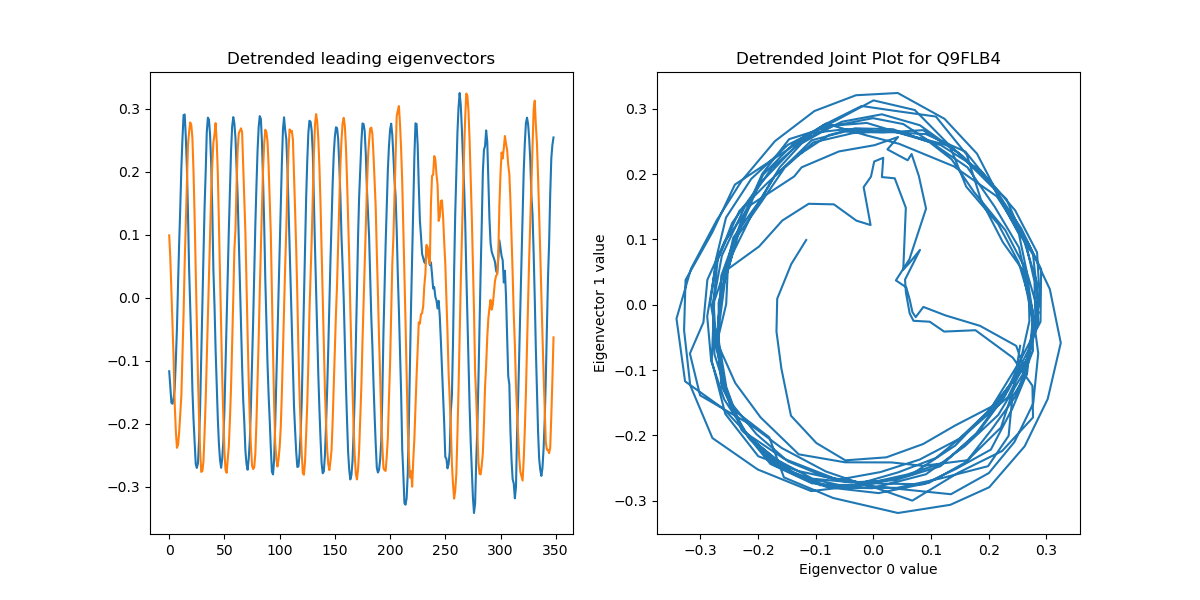 Detrended leading eigenvectors
0.3
0.2
0.1
0.0
−0.1
−0.2
−0.3
0 50 100 150 200 250 300 350
Detrended Joint Plot for Q9FLB4
Eigenvector 1 value
0.3
0.2
0.1
0.0
−0.1
−0.2
−0.3
−0.3 −0.2 −0.1 0.0 0.1 0.2 0.3
Eigenvector 0 value